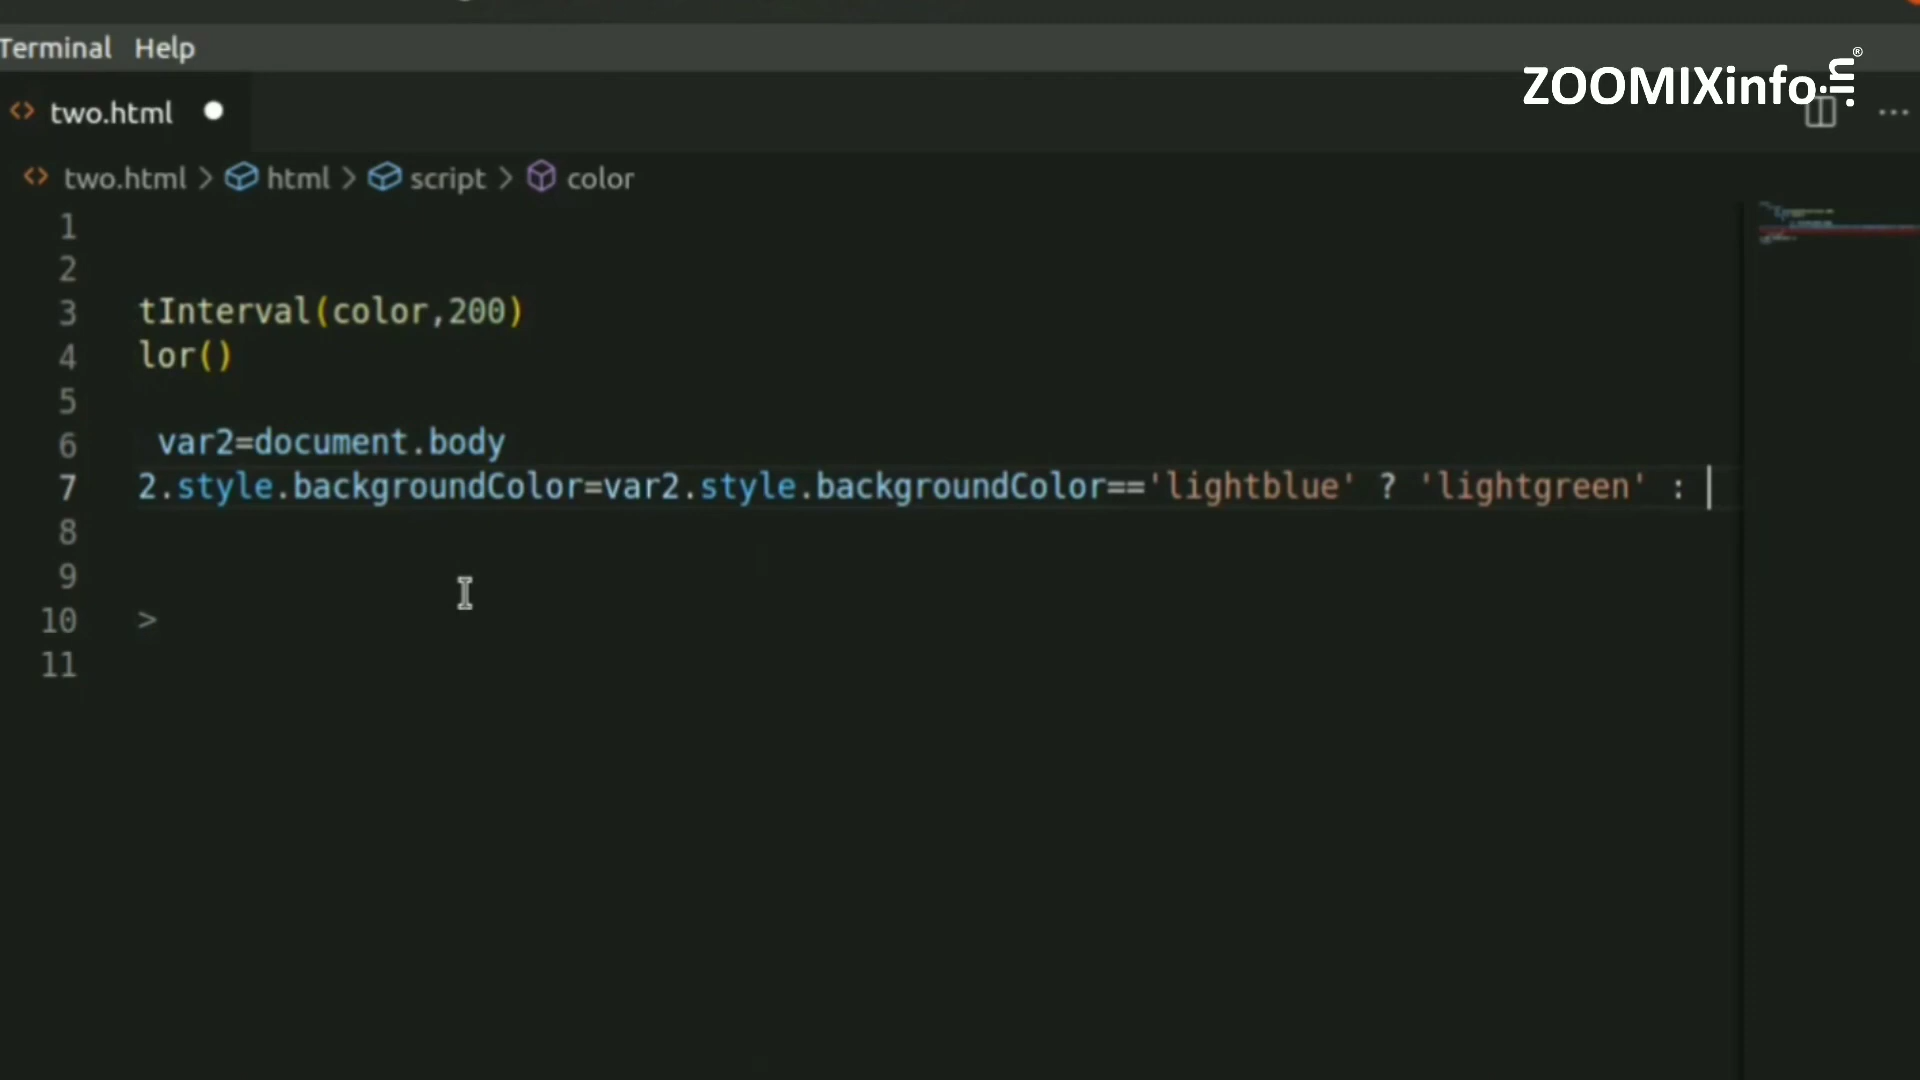 Terminal Help
ZOOMIXinfo.in®
<> two.html ● ...
<> two.html > html > script > color
1
2
3 tInterval(color,200)
4 lor()
5
6 var2=document.body
7 2.style.backgroundColor=var2.style.backgroundColor=='lightblue' ? 'lightgreen' :
8
9
10 >
11